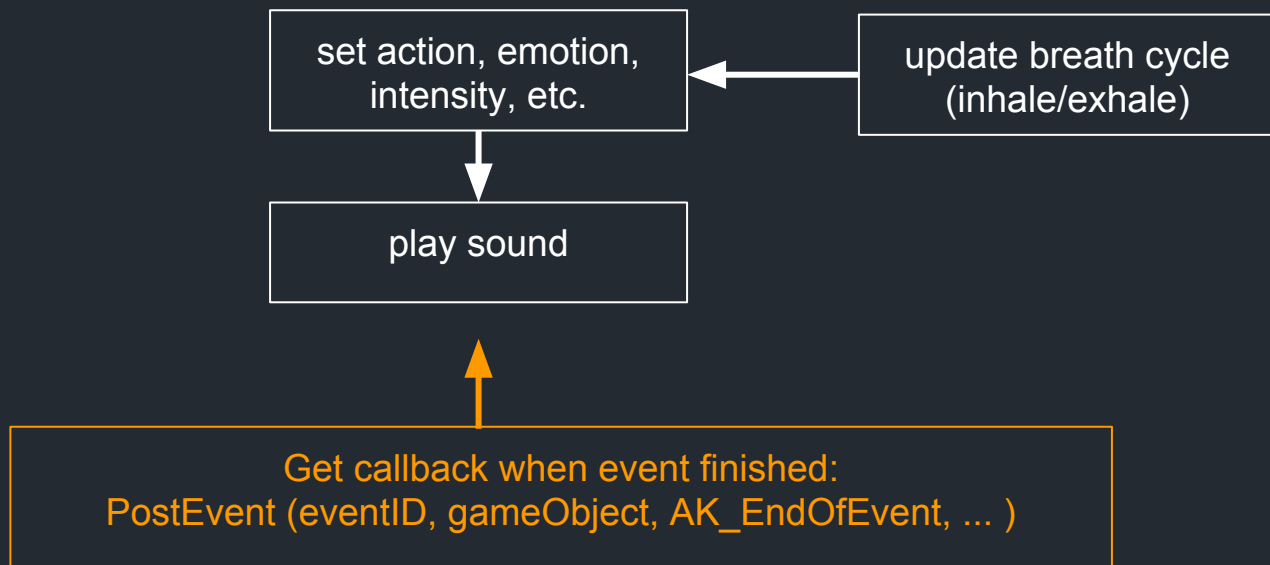 set action, emotion,
intensity, etc.
update breath cycle
(inhale/exhale)
play sound
Get callback when event finished:
PostEvent (eventID, gameObject, AK_EndOfEvent, ... )